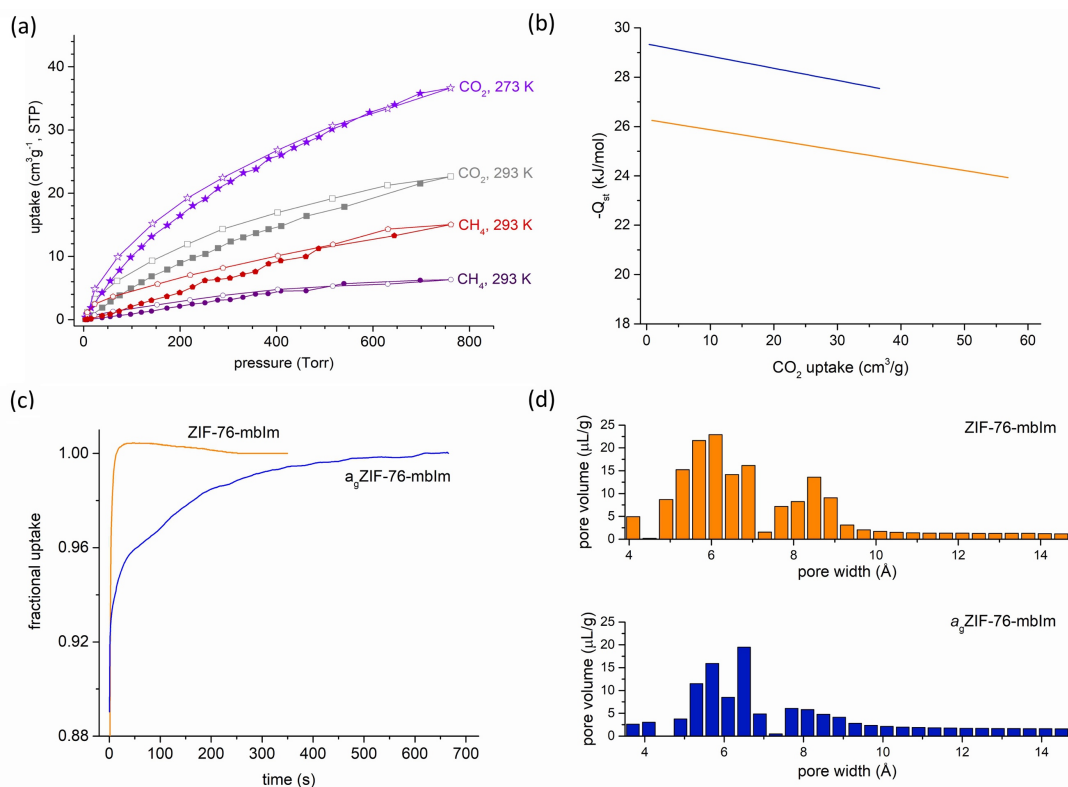 (a)
uptake (cm³g⁻¹, STP)
40
30
20
10
0
CO₂, 273 K
CO₂, 293 K
CH₄, 293 K
CH₄, 293 K
0 200 400 600 800
pressure (Torr)
(b)
-Qst (kJ/mol)
30
28
26
24
22
20
18
0 10 20 30 40 50 60
CO₂ uptake (cm³/g)
(c)
fractional uptake
1.00
0.96
0.92
0.88
ZIF-76-mbIm
agZIF-76-mbIm
0 100 200 300 400 500 600 700
time (s)
(d)
ZIF-76-mbIm
pore volume (µL/g)
25
20
15
10
5
0
4 6 8 10 12 14
pore width (Å)
agZIF-76-mbIm
pore volume (µL/g)
25
20
15
10
5
0
4 6 8 10 12 14
pore width (Å)